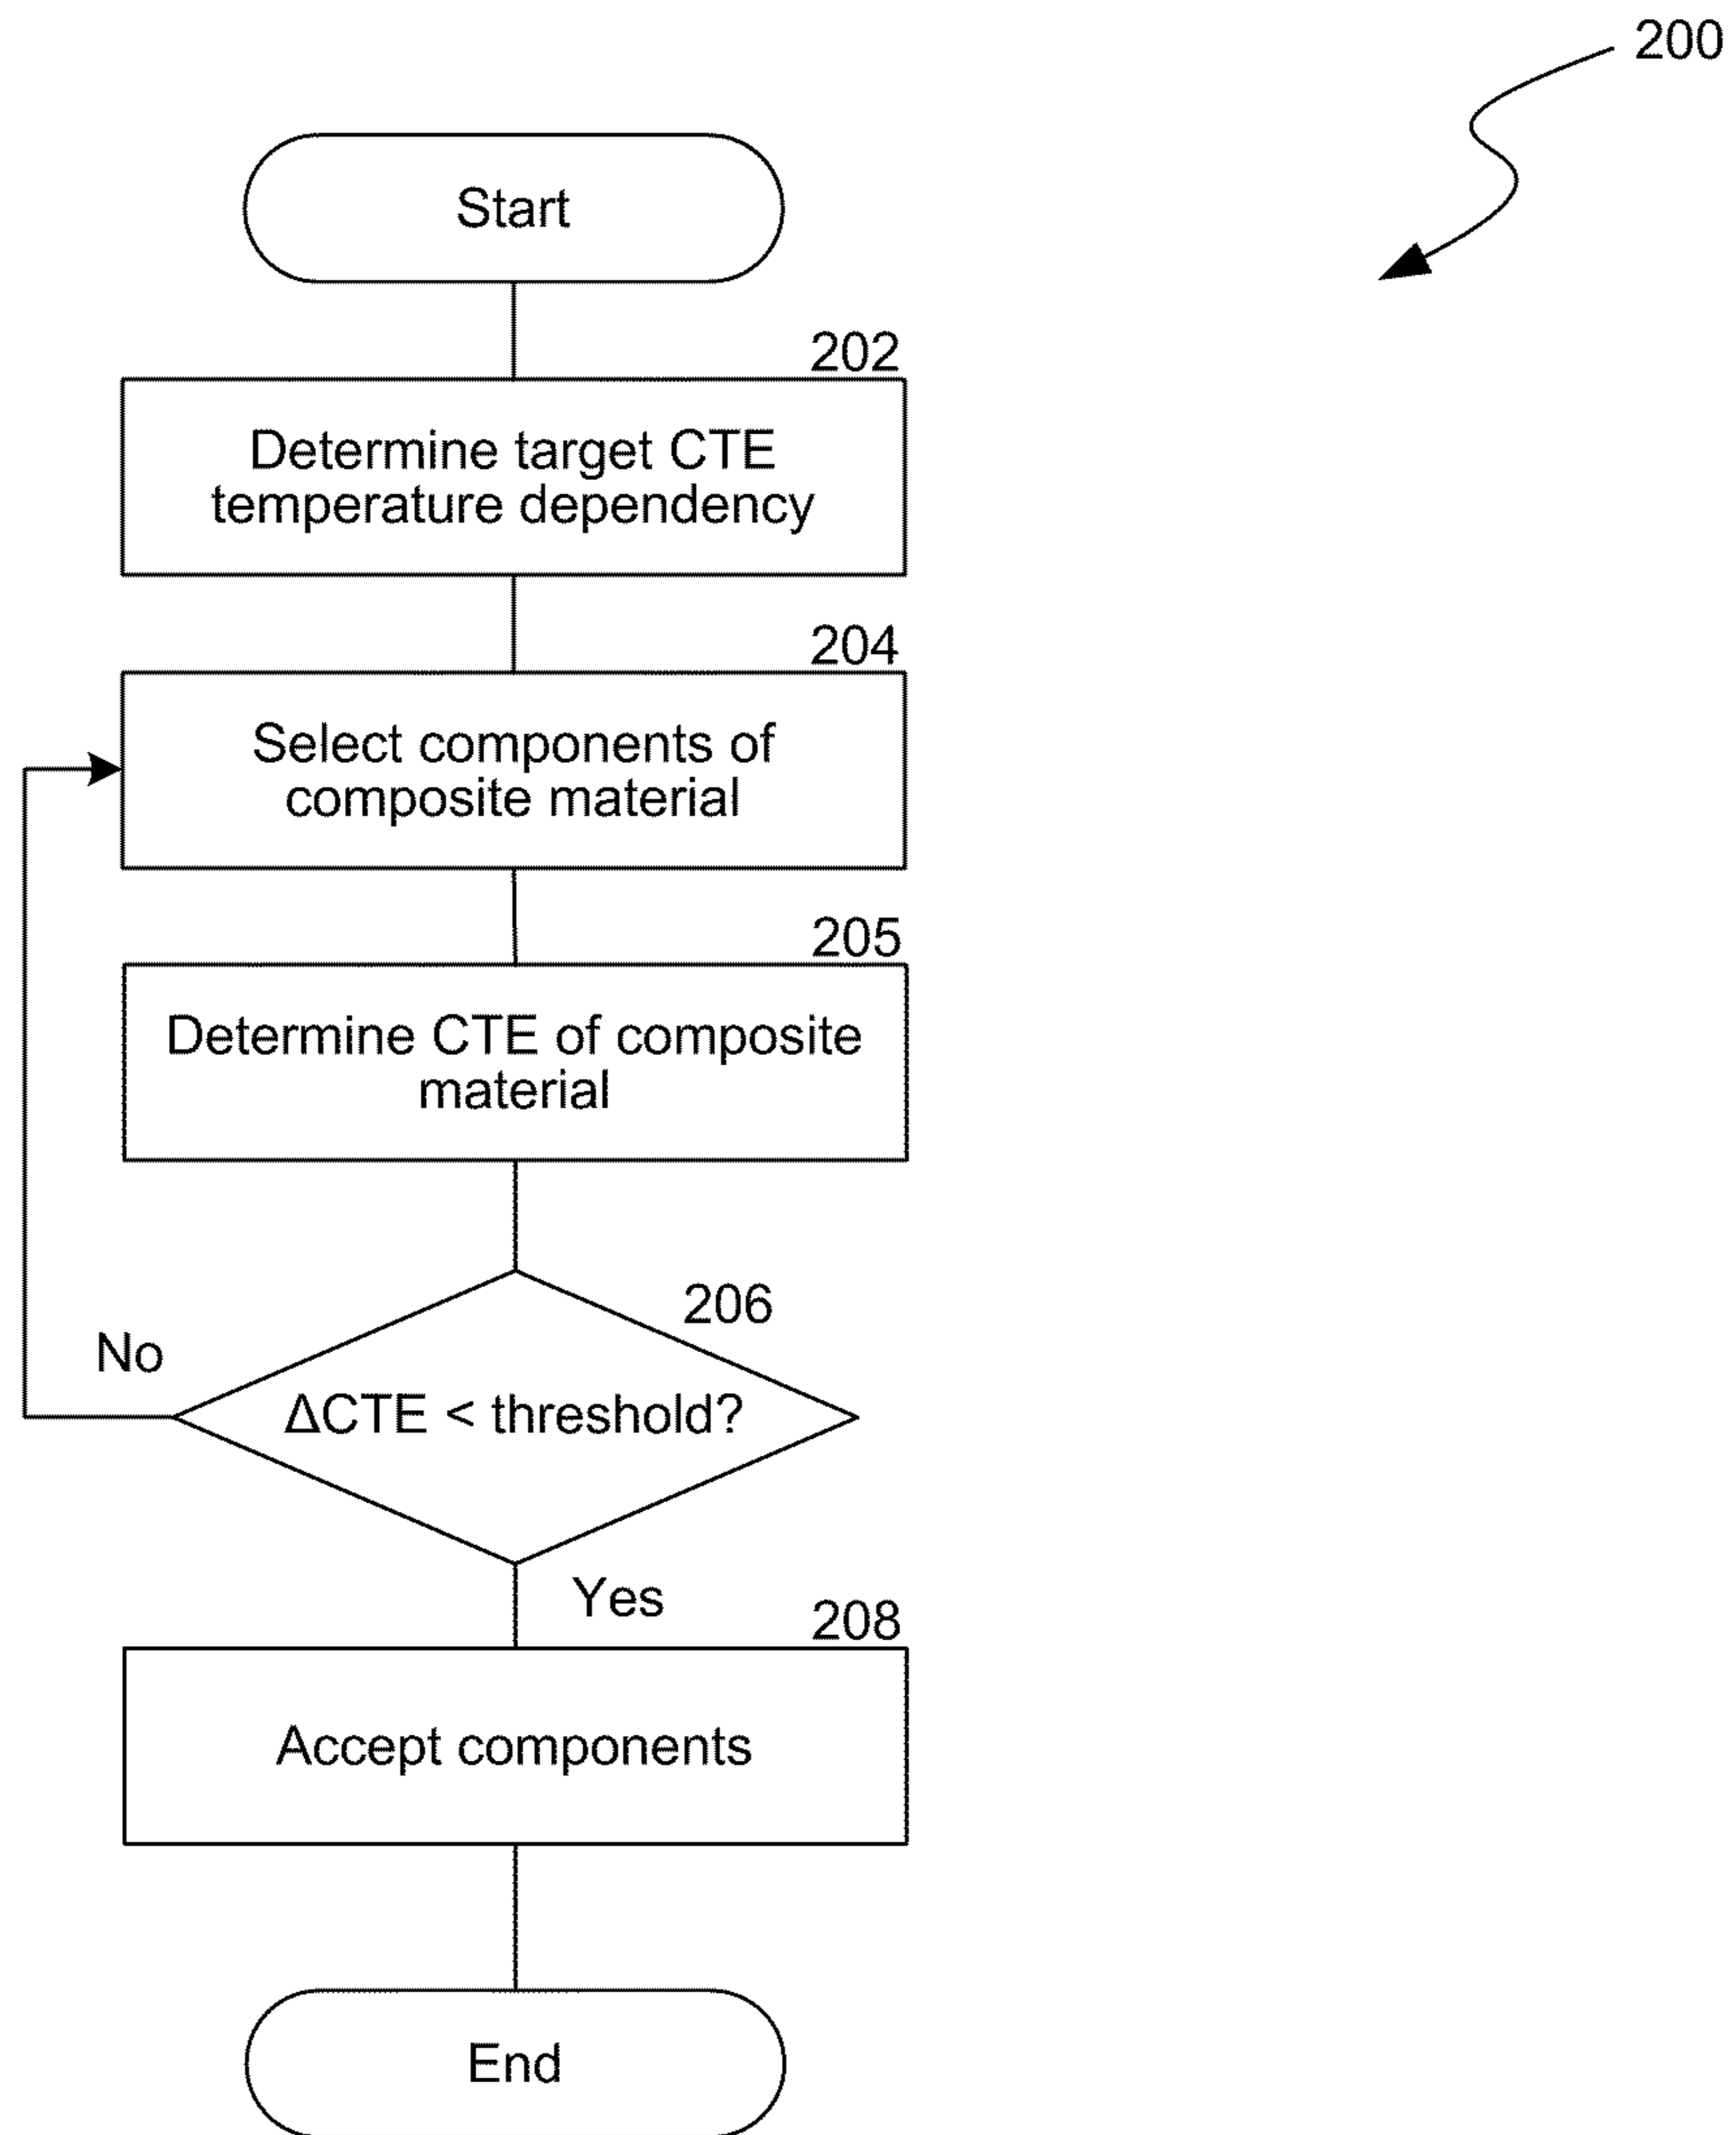 200
Start
202
Determine target CTE
temperature dependency
204
Select components of
composite material
205
Determine CTE of composite
material
206
No
ΔCTE < threshold?
Yes
208
Accept components
End